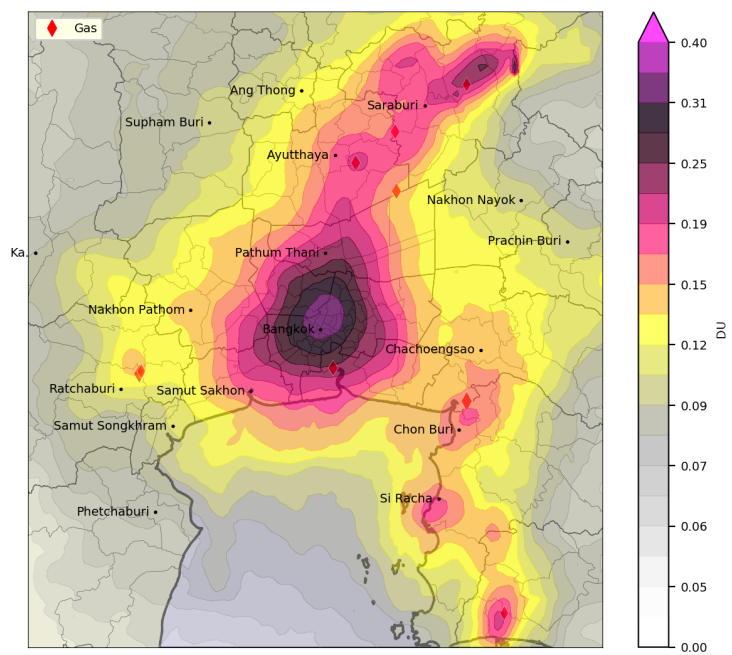 Gas
Ang Thong
Saraburi
Supham Buri
Ayutthaya
Nakhon Nayok
Prachin Buri
Ka.
Pathum Thani
Nakhon Pathom
Bangkok
Chachoengsao
Ratchaburi
Samut Sakhon
Samut Songkhram
Chon Buri
Si Racha
Phetchaburi
0.40
0.31
0.25
0.19
0.15
0.12
0.09
0.07
0.06
0.05
0.00
DU